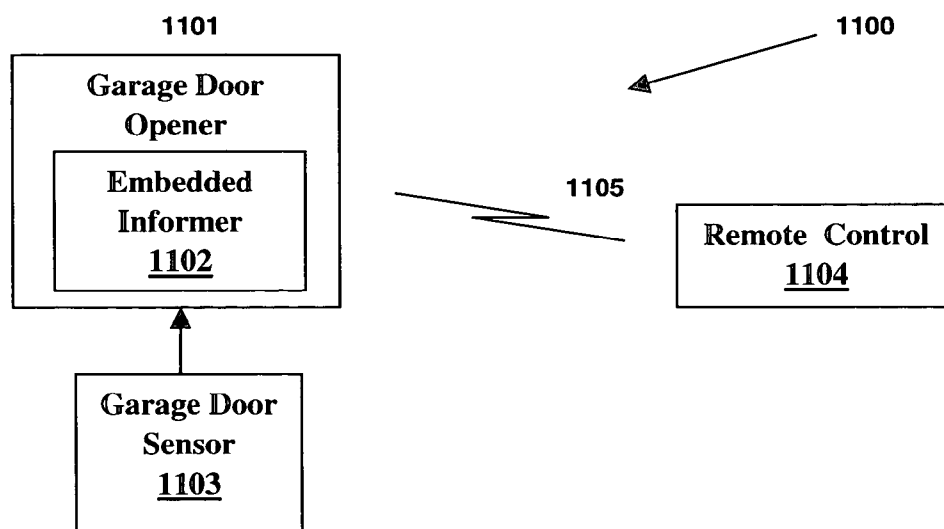 1101
1100
Garage Door
Opener
Embedded
Informer
1102
1105
Remote Control
1104
Garage Door
Sensor
1103